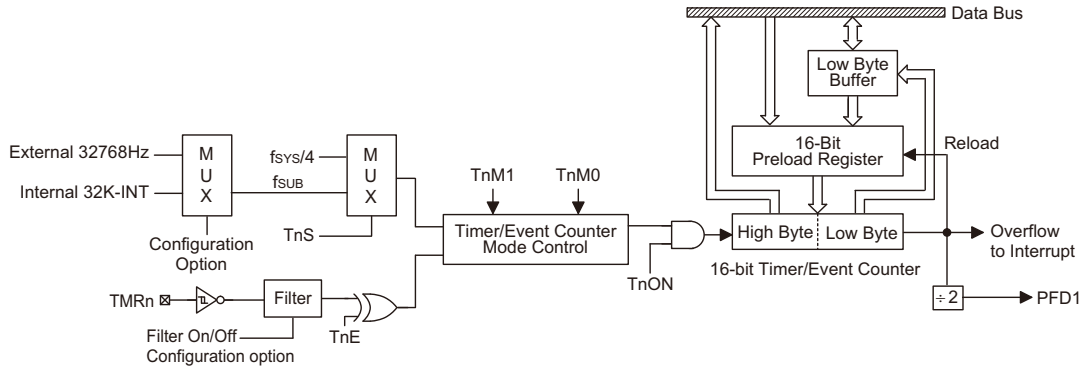 Data Bus
Low Byte
Buffer
External 32768Hz
Internal 32K-INT
M
U
X
fSYS/4
fSUB
M
U
X
16-Bit
Preload Register
Reload
TnM1
TnM0
Configuration
Option
TnS
Timer/Event Counter
Mode Control
High Byte
Low Byte
Overflow
to Interrupt
TnON
16-bit Timer/Event Counter
TMRn
Filter
÷2
PFD1
Filter On/Off
Configuration option
TnE